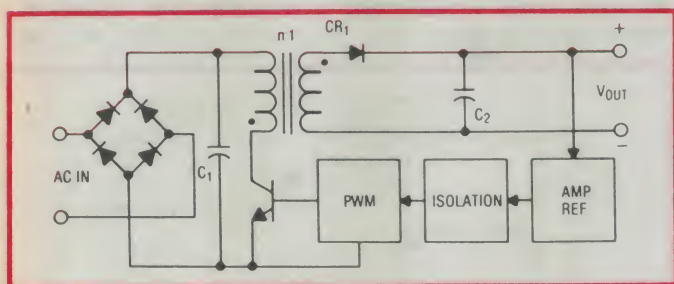 n:1
CR1
+
VOUT
C2
−
AC IN
C1
PWM
ISOLATION
AMP
REF